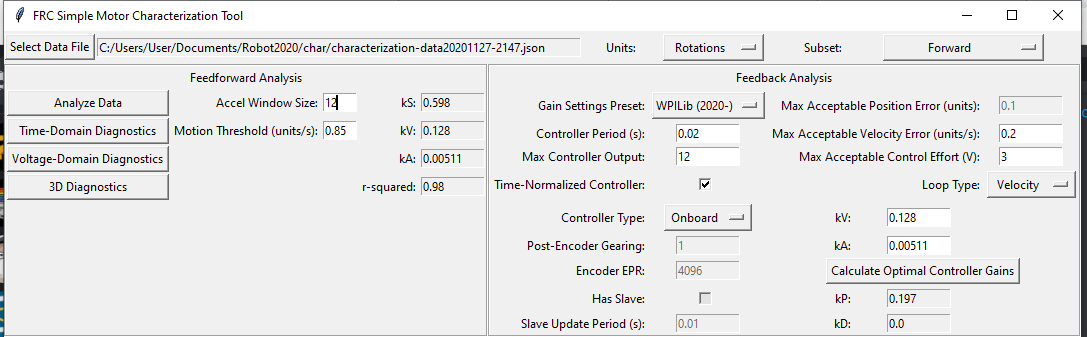 FRC Simple Motor Characterization Tool
Select Data File C:/Users/User/Documents/Robot2020/char/characterization-data20201127-2147.json Units: Rotations Subset: Forward
Feedforward Analysis
Analyze Data Accel Window Size: 12 kS: 0.598
Time-Domain Diagnostics Motion Threshold (units/s): 0.85 kV: 0.128
Voltage-Domain Diagnostics kA: 0.00511
3D Diagnostics r-squared: 0.98
Feedback Analysis
Gain Settings Preset: WPILib (2020-) Max Acceptable Position Error (units): 0.1
Controller Period (s): 0.02 Max Acceptable Velocity Error (units/s): 0.2
Max Controller Output: 12 Max Acceptable Control Effort (V): 3
Time-Normalized Controller: Loop Type: Velocity
Controller Type: Onboard kV: 0.128
Post-Encoder Gearing: 1 kA: 0.00511
Encoder EPR: 4096 Calculate Optimal Controller Gains
Has Slave: kP: 0.197
Slave Update Period (s): 0.01 kD: 0.0